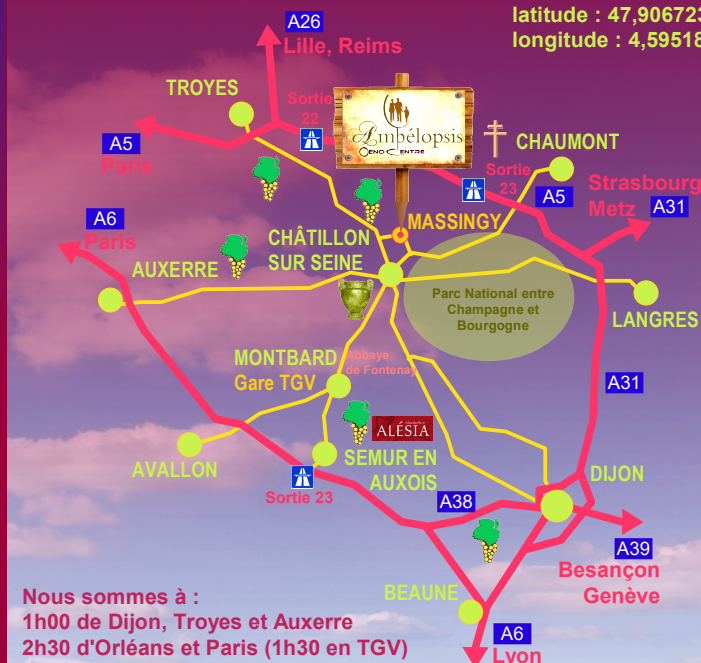 latitude : 47,906723
longitude : 4,59518
A26
Lille, Reims
TROYES
Sortie
22
Ambélopsis
OENO CENTRE
A5
Paris
CHAUMONT
Sortie
23
A5
Strasbourg
Metz
A31
A6
Paris
MASSINGY
CHÂTILLON
SUR SEINE
AUXERRE
Parc National entre
Champagne et
Bourgogne
LANGRES
MONTBARD
Gare TGV
Abbaye
de Fontenay
A31
ALÉSIA
AVALLON
SEMUR EN
AUXOIS
Sortie 23
DIJON
A38
A39
Besançon
Genève
BEAUNE
A6
Lyon
Nous sommes à :
1h00 de Dijon, Troyes et Auxerre
2h30 d'Orléans et Paris (1h30 en TGV)